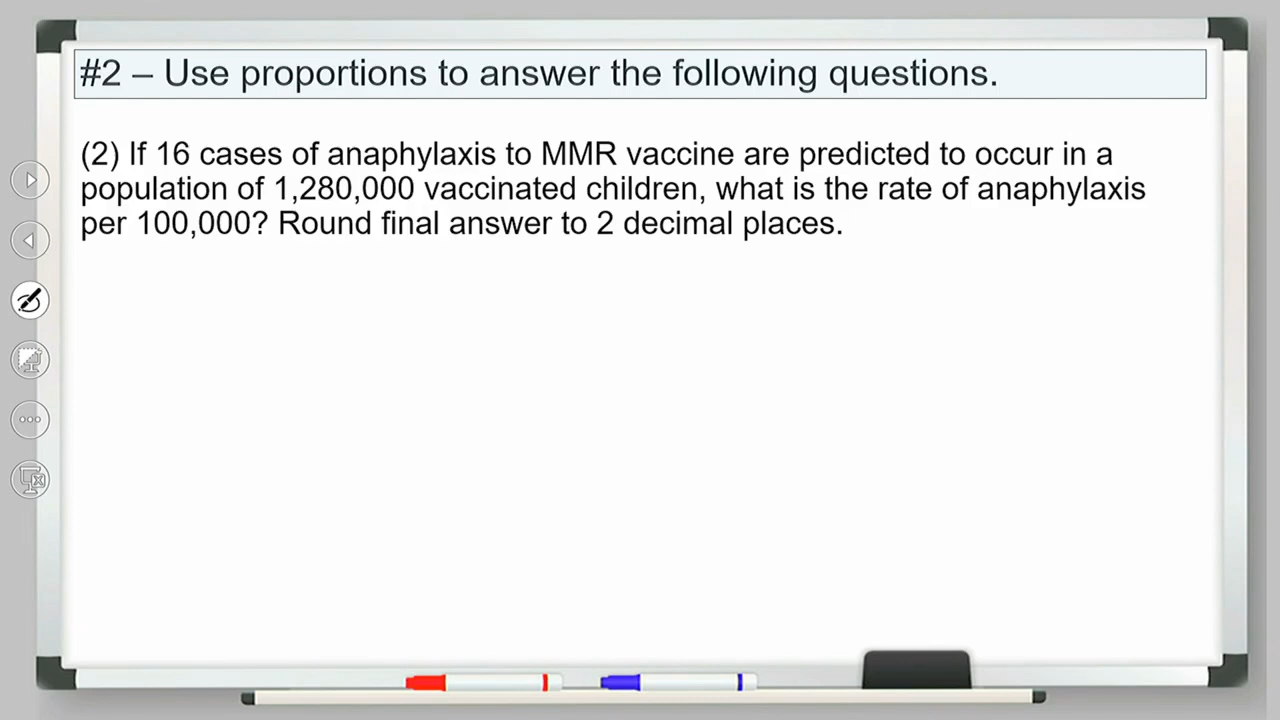 #2 – Use proportions to answer the following questions.
(2) If 16 cases of anaphylaxis to MMR vaccine are predicted to occur in a
population of 1,280,000 vaccinated children, what is the rate of anaphylaxis
per 100,000? Round final answer to 2 decimal places.